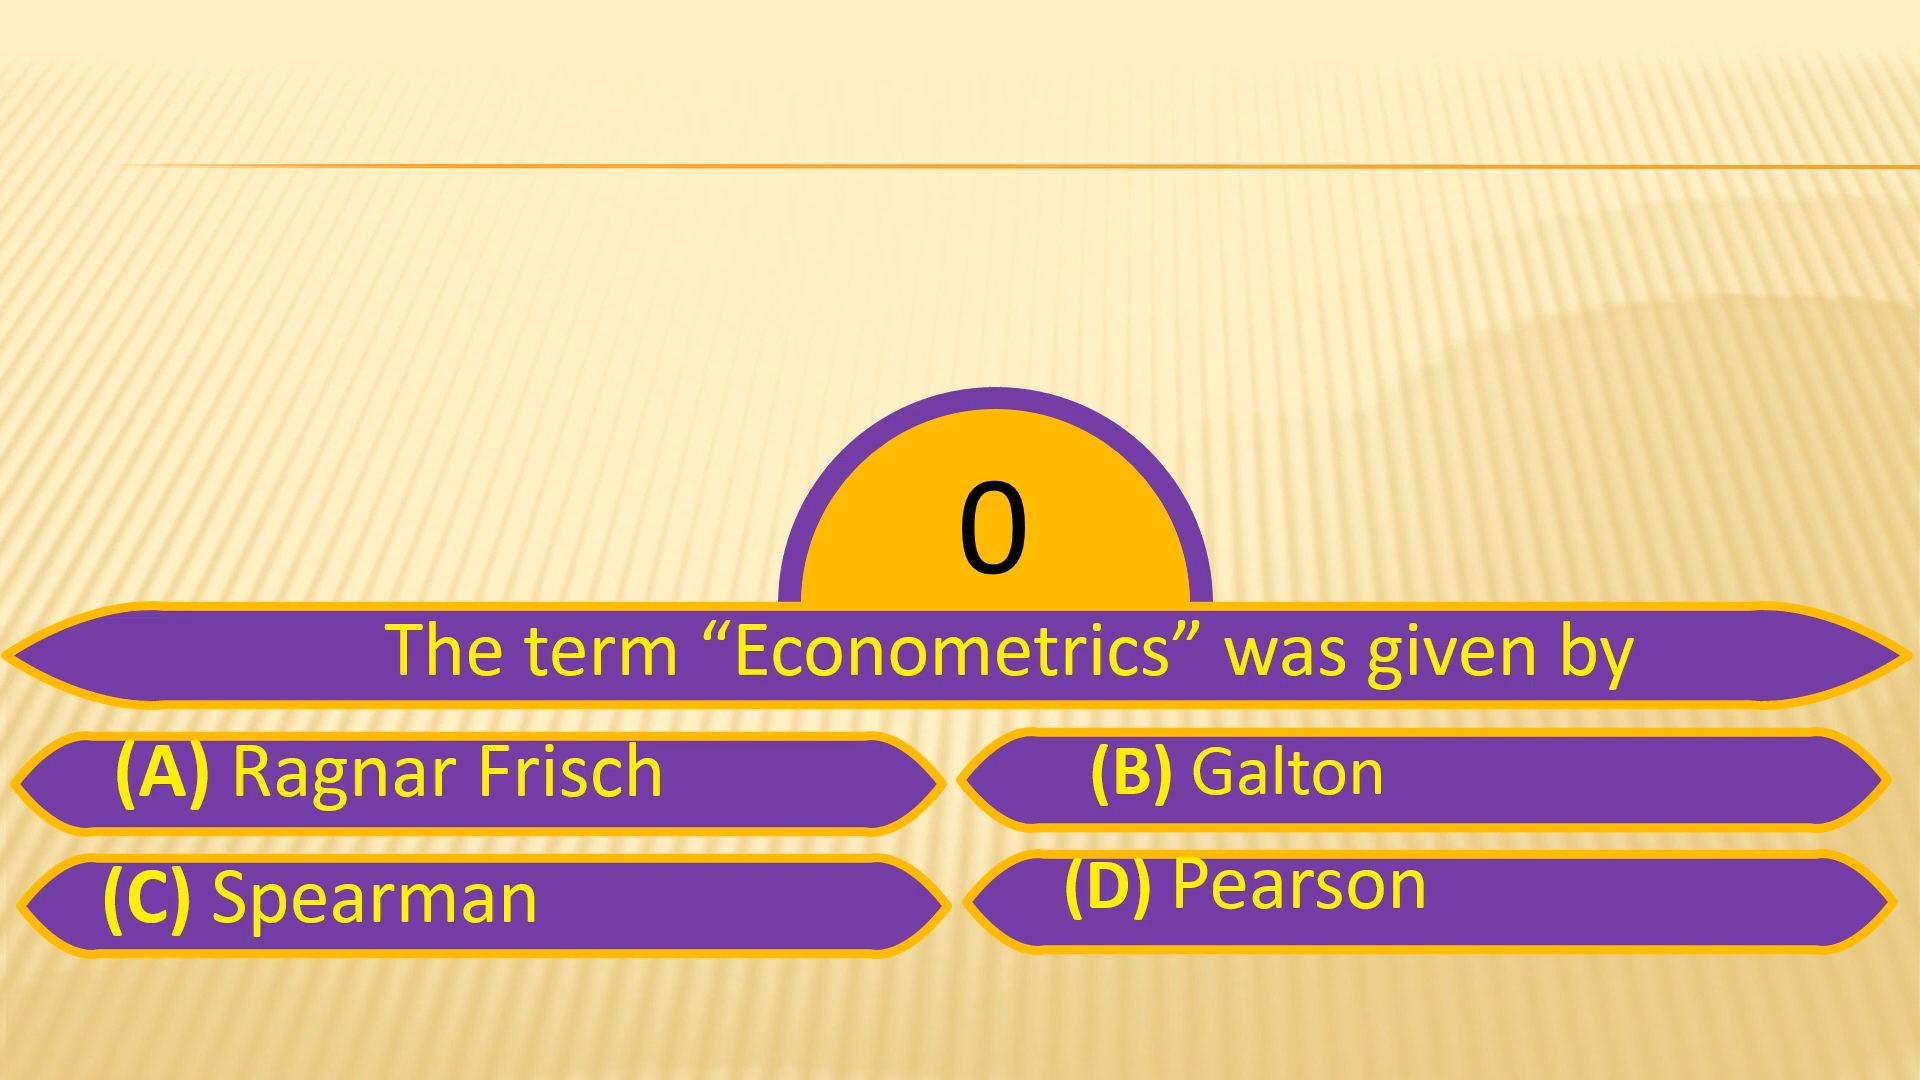 0
The term “Econometrics” was given by
(A) Ragnar Frisch
(B) Galton
(C) Spearman
(D) Pearson